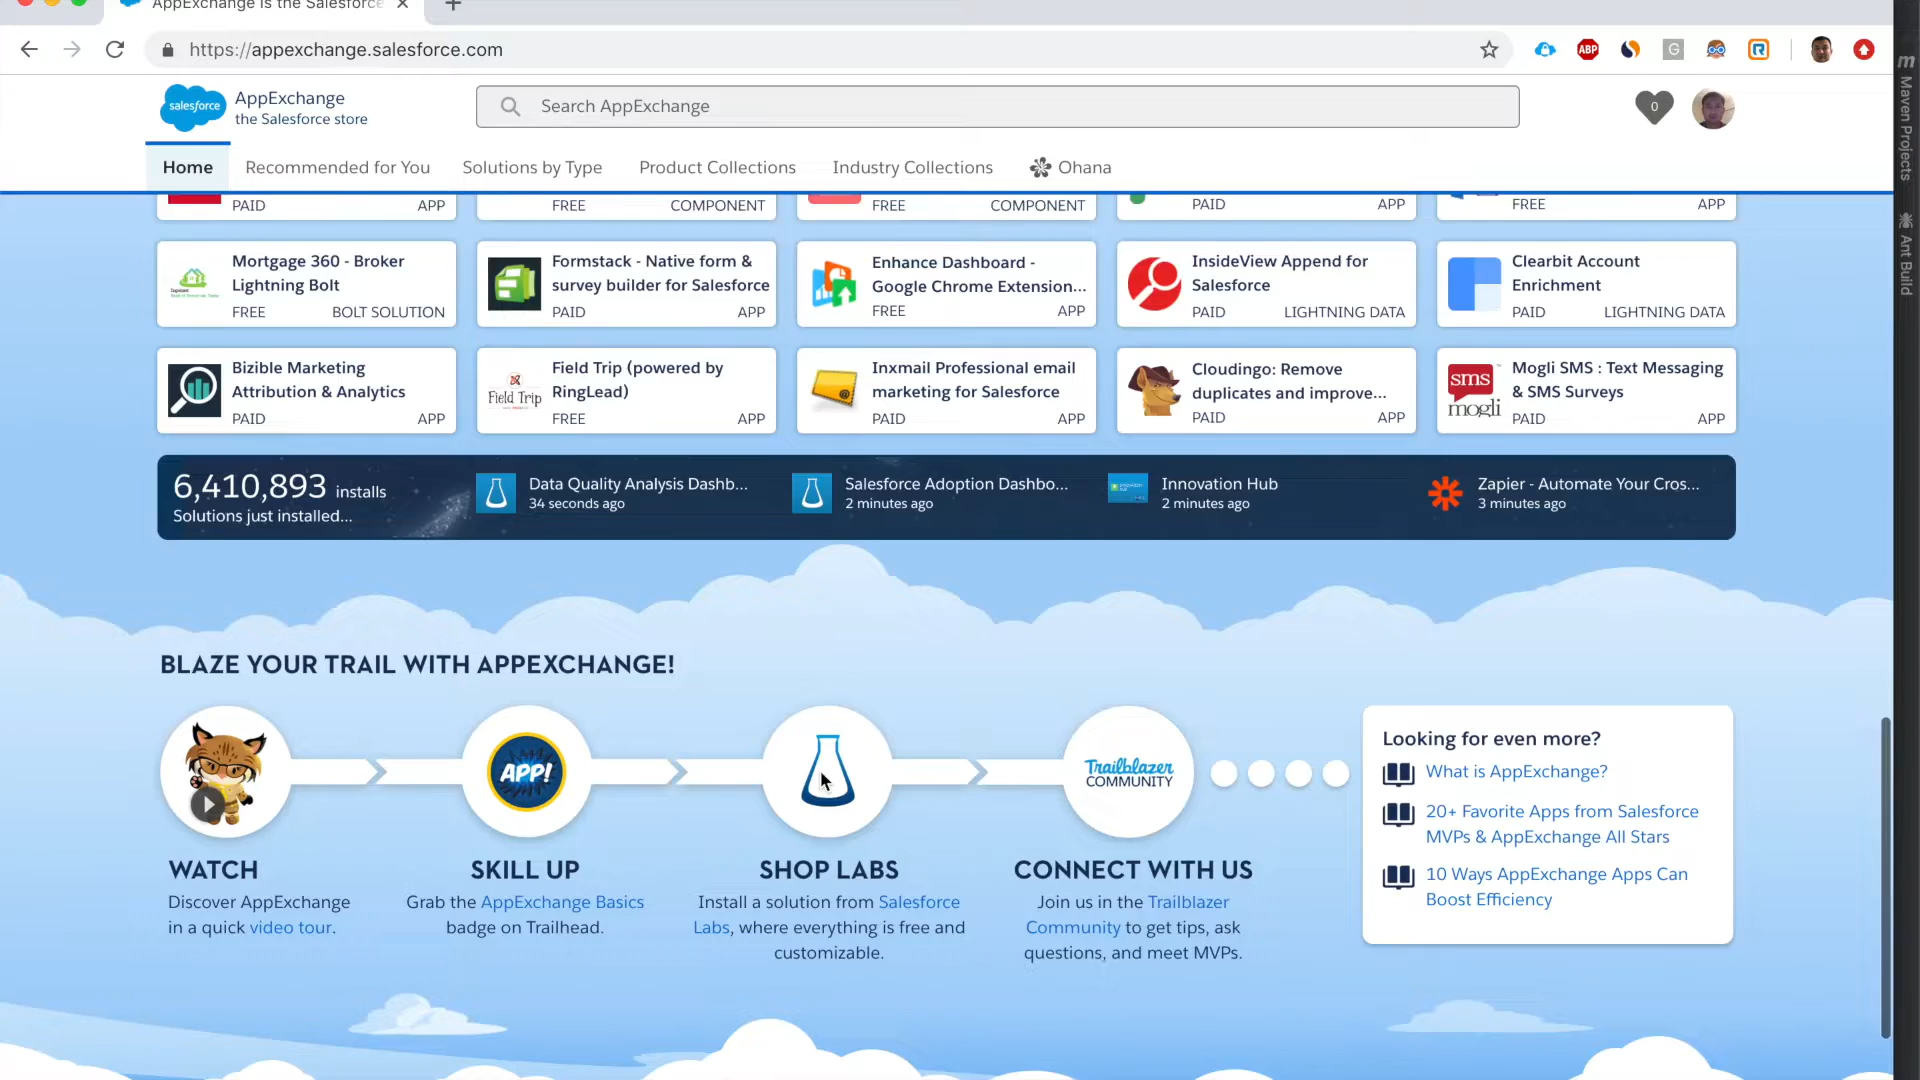 AppExchange is the Salesforce
https://appexchange.salesforce.com
ABP
G
salesforce
AppExchange
the Salesforce store
Search AppExchange
0
Home
Recommended for You
Solutions by Type
Product Collections
Industry Collections
Ohana
PAID APP
FREE COMPONENT
FREE COMPONENT
PAID APP
FREE APP
Mortgage 360 - Broker
Lightning Bolt
FREE BOLT SOLUTION
Formstack - Native form &
survey builder for Salesforce
PAID APP
Enhance Dashboard -
Google Chrome Extension...
FREE APP
InsideView Append for
Salesforce
PAID LIGHTNING DATA
Clearbit Account
Enrichment
PAID LIGHTNING DATA
Bizible Marketing
Attribution & Analytics
PAID APP
Field Trip
Field Trip (powered by
RingLead)
FREE APP
Inxmail Professional email
marketing for Salesforce
PAID APP
Cloudingo: Remove
duplicates and improve...
PAID APP
sms
mogli
Mogli SMS : Text Messaging
& SMS Surveys
PAID APP
6,410,893 installs
Solutions just installed...
Data Quality Analysis Dashb...
34 seconds ago
Salesforce Adoption Dashbo...
2 minutes ago
Innovation Hub
2 minutes ago
Zapier - Automate Your Cros...
3 minutes ago
BLAZE YOUR TRAIL WITH APPEXCHANGE!
APP!
Trailblazer
COMMUNITY
WATCH
Discover AppExchange
in a quick video tour.
SKILL UP
Grab the AppExchange Basics
badge on Trailhead.
SHOP LABS
Install a solution from Salesforce
Labs, where everything is free and
customizable.
CONNECT WITH US
Join us in the Trailblazer
Community to get tips, ask
questions, and meet MVPs.
Looking for even more?
What is AppExchange?
20+ Favorite Apps from Salesforce
MVPs & AppExchange All Stars
10 Ways AppExchange Apps Can
Boost Efficiency
m
Maven Projects
Ant Build